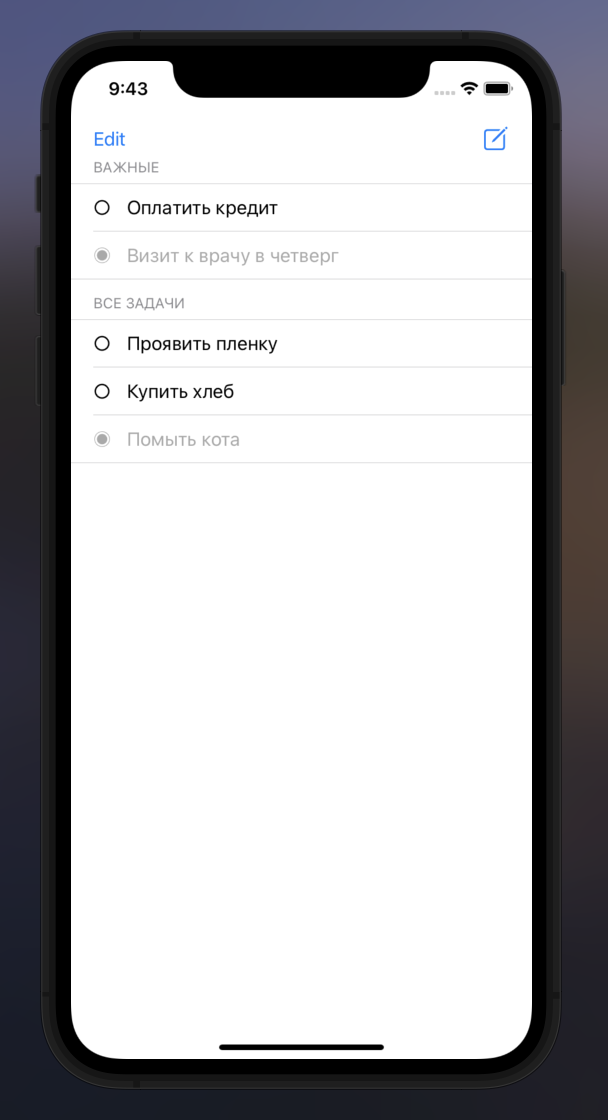 9:43
Edit
ВАЖНЫЕ
Оплатить кредит
Визит к врачу в четверг
ВСЕ ЗАДАЧИ
Проявить пленку
Купить хлеб
Помыть кота